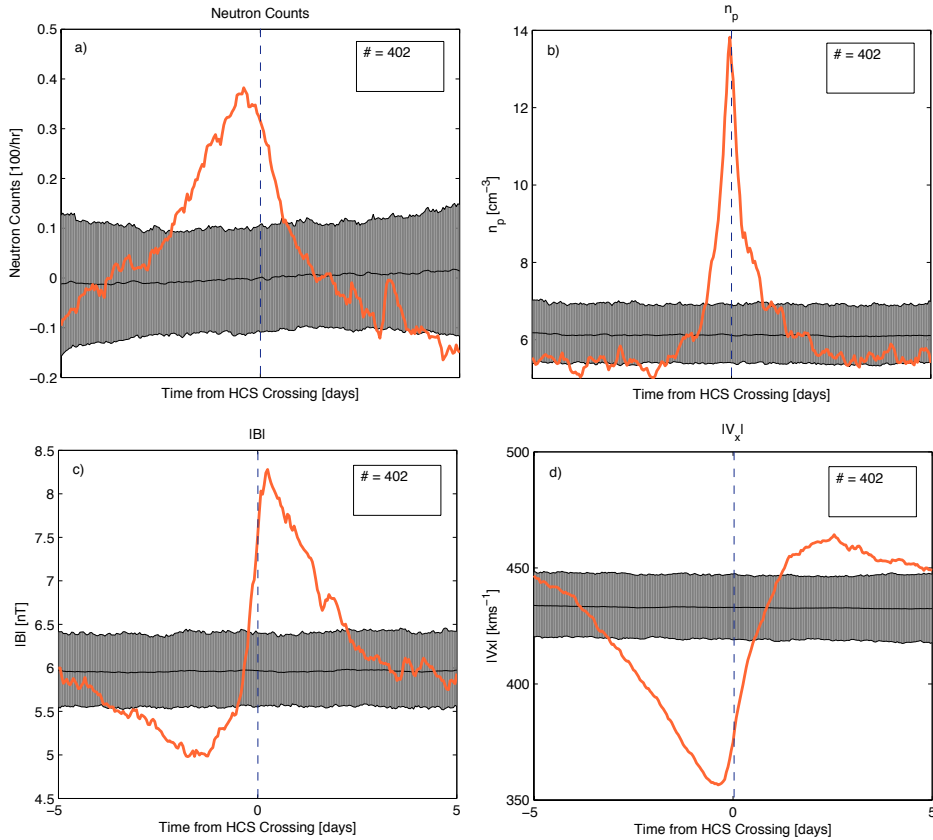 Neutron Counts
a)
# = 402
0.5
0.4
0.3
0.2
0.1
0
−0.1
−0.2
Neutron Counts [100/hr]
Time from HCS Crossing [days]
n_p
b)
# = 402
14
12
10
8
6
n_p [cm⁻³]
Time from HCS Crossing [days]
|B|
c)
# = 402
8.5
8
7.5
7
6.5
6
5.5
5
4.5
|B| [nT]
−5
0
5
Time from HCS Crossing [days]
|V_x|
d)
# = 402
500
450
400
350
|Vx| [kms⁻¹]
−5
0
5
Time from HCS Crossing [days]